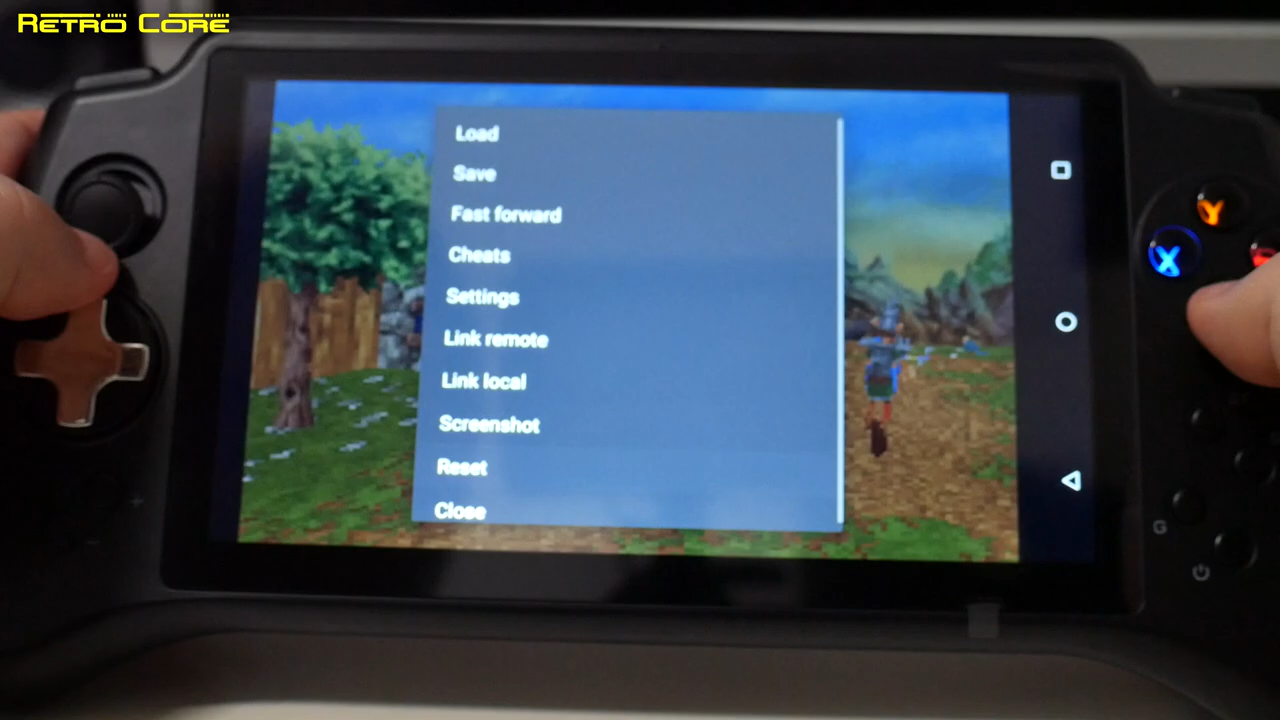 RETRO CORE
Load
Save
Fast forward
Cheats
Settings
Link remote
Link local
Screenshot
Reset
Close
Y
X
G